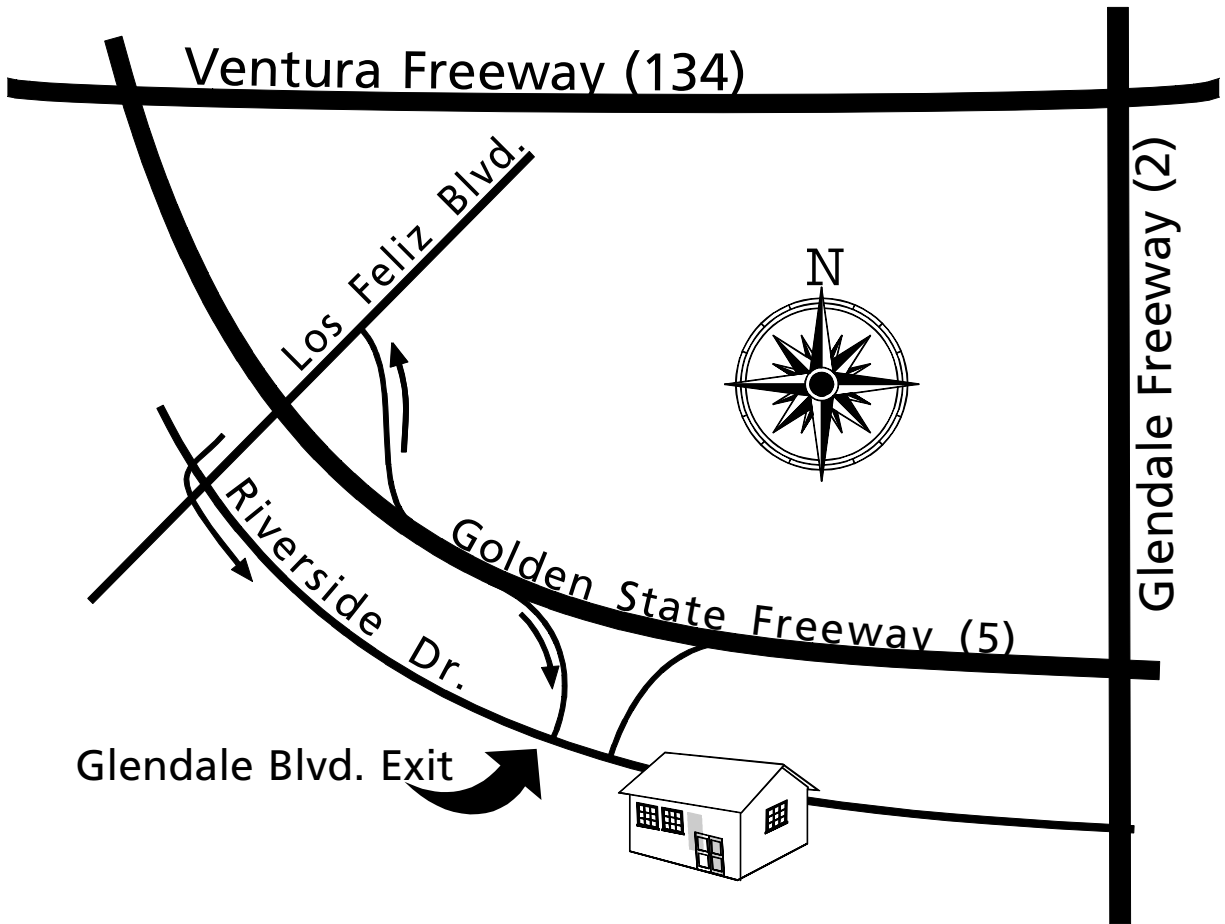 Ventura Freeway (134)
Los Feliz Blvd.
N
Glendale Freeway (2)
Riverside Dr.
Golden State Freeway (5)
Glendale Blvd. Exit